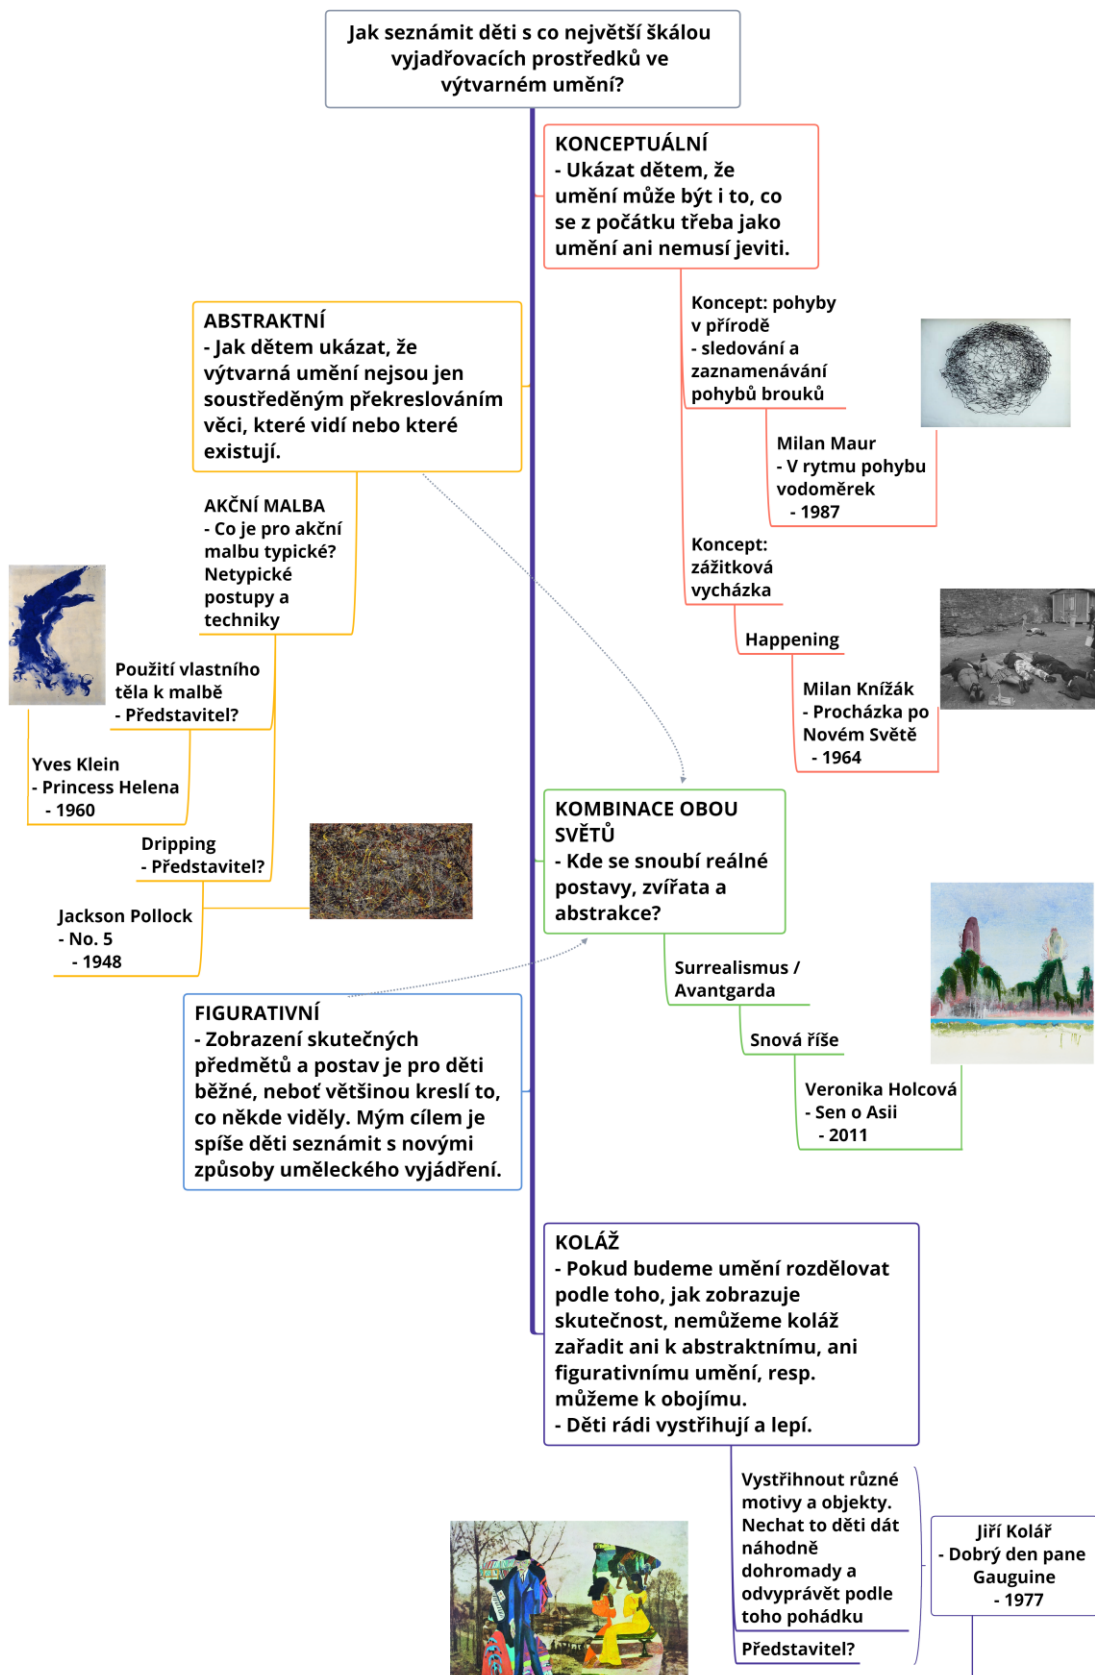 Jak seznámit děti s co největší škálou
vyjadřovacích prostředků ve
výtvarném umění?
KONCEPTUÁLNÍ
- Ukázat dětem, že
umění může být i to, co
se z počátku třeba jako
umění ani nemusí jeviti.
Koncept: pohyby
v přírodě
- sledování a
zaznamenávání
pohybů brouků
Milan Maur
- V rytmu pohybu
vodoměrek
- 1987
Koncept:
zážitková
vycházka
Happening
Milan Knížák
- Procházka po
Novém Světě
- 1964
ABSTRAKTNÍ
- Jak dětem ukázat, že
výtvarná umění nejsou jen
soustředěným překreslováním
věci, které vidí nebo které
existují.
AKČNÍ MALBA
- Co je pro akční
malbu typické?
Netypické
postupy a
techniky
Použití vlastního
těla k malbě
- Představitel?
Yves Klein
- Princess Helena
- 1960
Dripping
- Představitel?
Jackson Pollock
- No. 5
- 1948
KOMBINACE OBOU
SVĚTŮ
- Kde se snoubí reálné
postavy, zvířata a
abstrakce?
Surrealismus /
Avantgarda
Snová říše
Veronika Holcová
- Sen o Asii
- 2011
FIGURATIVNÍ
- Zobrazení skutečných
předmětů a postav je pro děti
běžné, neboť většinou kreslí to,
co někde viděly. Mým cílem je
spíše děti seznámit s novými
způsoby uměleckého vyjádření.
KOLÁŽ
- Pokud budeme umění rozdělovat
podle toho, jak zobrazuje
skutečnost, nemůžeme koláž
zařadit ani k abstraktnímu, ani
figurativnímu umění, resp.
můžeme k obojímu.
- Děti rádi vystřihují a lepí.
Vystřihnout různé
motivy a objekty.
Nechat to děti dát
náhodně
dohromady a
odvyprávět podle
toho pohádku
Představitel?
Jiří Kolář
- Dobrý den pane
Gauguine
- 1977